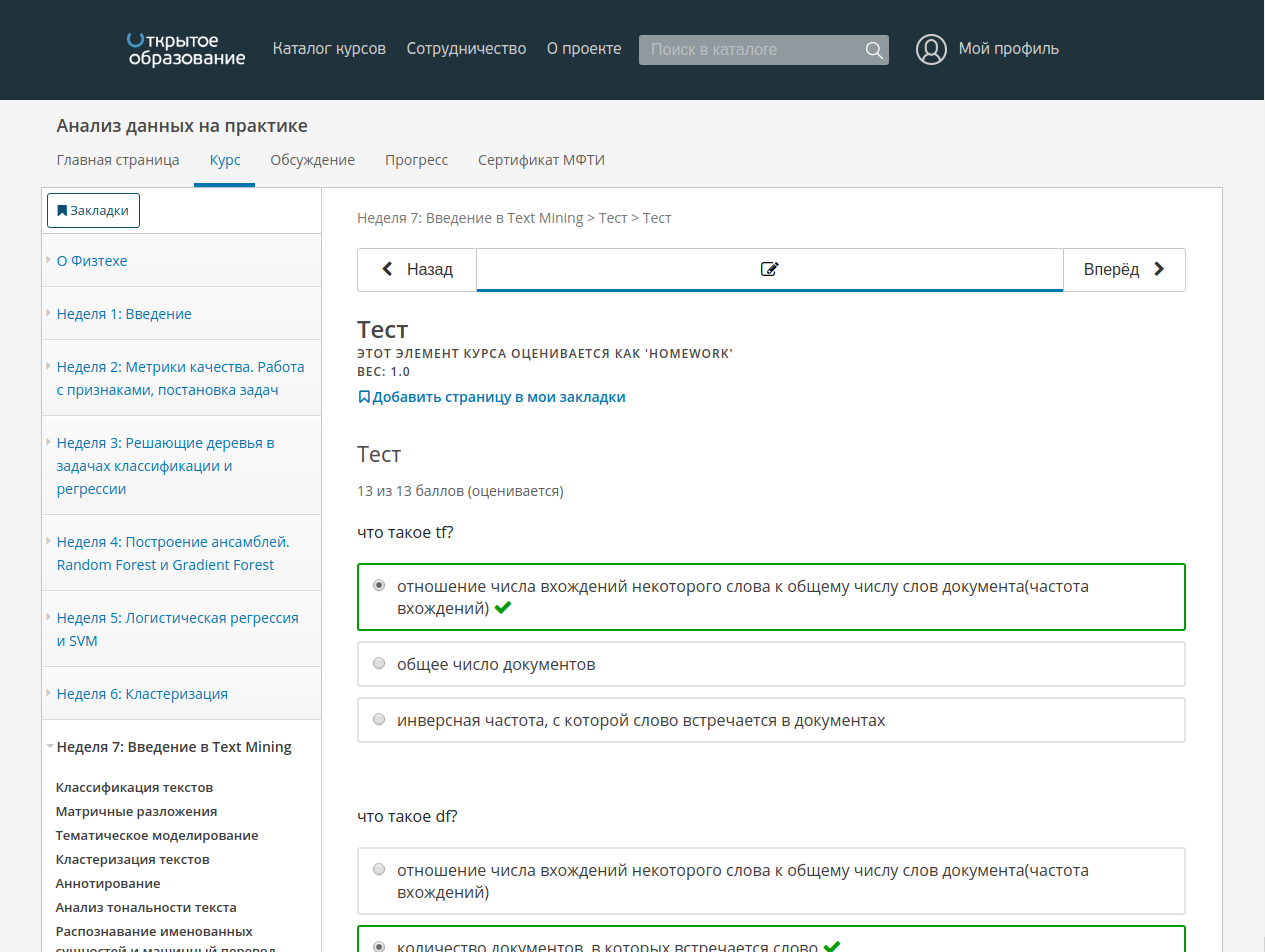 Открытое
образование
Каталог курсов
Сотрудничество
О проекте
Поиск в каталоге
Мой профиль
Анализ данных на практике
Главная страница
Курс
Обсуждение
Прогресс
Сертификат МФТИ
Закладки
О Физтехе
Неделя 1: Введение
Неделя 2: Метрики качества. Работа
с признаками, постановка задач
Неделя 3: Решающие деревья в
задачах классификации и
регрессии
Неделя 4: Построение ансамблей.
Random Forest и Gradient Forest
Неделя 5: Логистическая регрессия
и SVM
Неделя 6: Кластеризация
Неделя 7: Введение в Text Mining
Классификация текстов
Матричные разложения
Тематическое моделирование
Кластеризация текстов
Аннотирование
Анализ тональности текста
Распознавание именованных
сущностей и машинный перевод
Неделя 7: Введение в Text Mining > Тест > Тест
Назад
Вперёд
Тест
ЭТОТ ЭЛЕМЕНТ КУРСА ОЦЕНИВАЕТСЯ КАК 'HOMEWORK'
ВЕС: 1.0
Добавить страницу в мои закладки
Тест
13 из 13 баллов (оценивается)
что такое tf?
отношение числа вхождений некоторого слова к общему числу слов документа(частота
вхождений)
общее число документов
инверсная частота, с которой слово встречается в документах
что такое df?
отношение числа вхождений некоторого слова к общему числу слов документа(частота
вхождений)
количество документов, в которых встречается слово